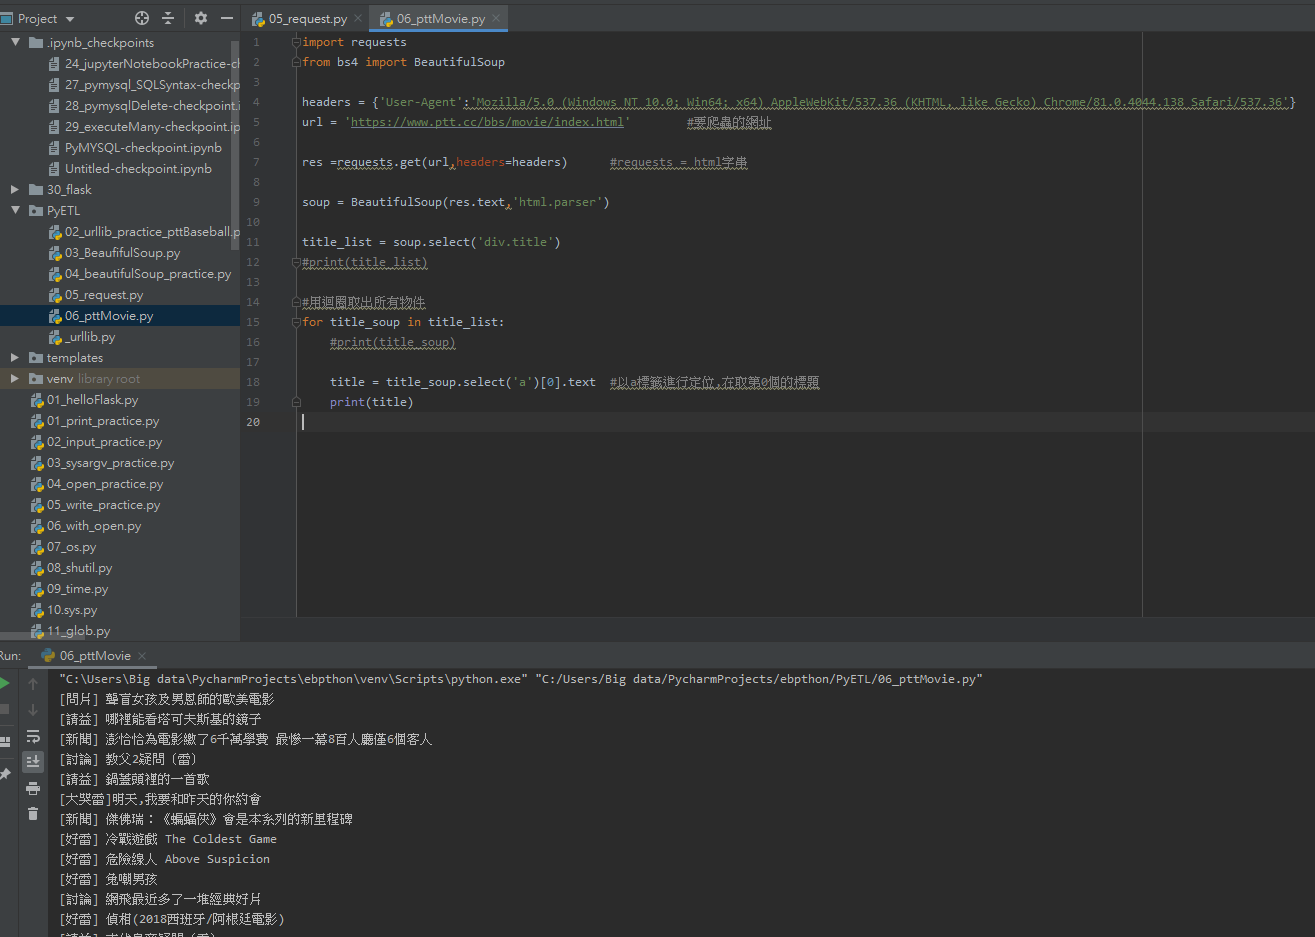 Project
05_request.py
06_pttMovie.py
.ipynb_checkpoints
24_jupyterNotebookPractice-ch
27_pymysql_SQLSyntax-checkp
28_pymysqlDelete-checkpoint.i
29_executeMany-checkpoint.ip
PyMYSQL-checkpoint.ipynb
Untitled-checkpoint.ipynb
30_flask
PyETL
02_urllib_practice_pttBaseball.p
03_BeaufifulSoup.py
04_beautifulSoup_practice.py
05_request.py
06_pttMovie.py
_urllib.py
templates
venv library root
01_helloFlask.py
01_print_practice.py
02_input_practice.py
03_sysargv_practice.py
04_open_practice.py
05_write_practice.py
06_with_open.py
07_os.py
08_shutil.py
09_time.py
10.sys.py
11_glob.py
1 import requests
2 from bs4 import BeautifulSoup
3
4 headers = {'User-Agent':'Mozilla/5.0 (Windows NT 10.0; Win64; x64) AppleWebKit/537.36 (KHTML, like Gecko) Chrome/81.0.4044.138 Safari/537.36'}
5 url = 'https://www.ptt.cc/bbs/movie/index.html' #要爬蟲的網址
6
7 res =requests.get(url,headers=headers) #requests = html字串
8
9 soup = BeautifulSoup(res.text,'html.parser')
10
11 title_list = soup.select('div.title')
12 #print(title_list)
13
14 #用迴圈取出所有物件
15 for title_soup in title_list:
16 #print(title_soup)
17
18 title = title_soup.select('a')[0].text #以a標籤進行定位,在取第0個的標題
19 print(title)
20
Run: 06_pttMovie
"C:\Users\Big data\PycharmProjects\ebpthon\venv\Scripts\python.exe" "C:/Users/Big data/PycharmProjects/ebpthon/PyETL/06_pttMovie.py"
[問片] 聾盲女孩及男恩師的歐美電影
[請益] 哪裡能看塔可夫斯基的鏡子
[新聞] 澎恰恰為電影繳了6千萬學費 最慘一幕8百人廳僅6個客人
[討論] 教父2疑問（雷）
[請益] 鍋蓋頭裡的一首歌
[大哭雷]明天,我要和昨天的你約會
[新聞] 傑佛瑞：《蝙蝠俠》會是本系列的新里程碑
[好雷] 冷戰遊戲 The Coldest Game
[好雷] 危險線人 Above Suspicion
[好雷] 兔嘲男孩
[討論] 網飛最近多了一堆經典好片
[好雷] 偵相(2018西班牙/阿根廷電影)